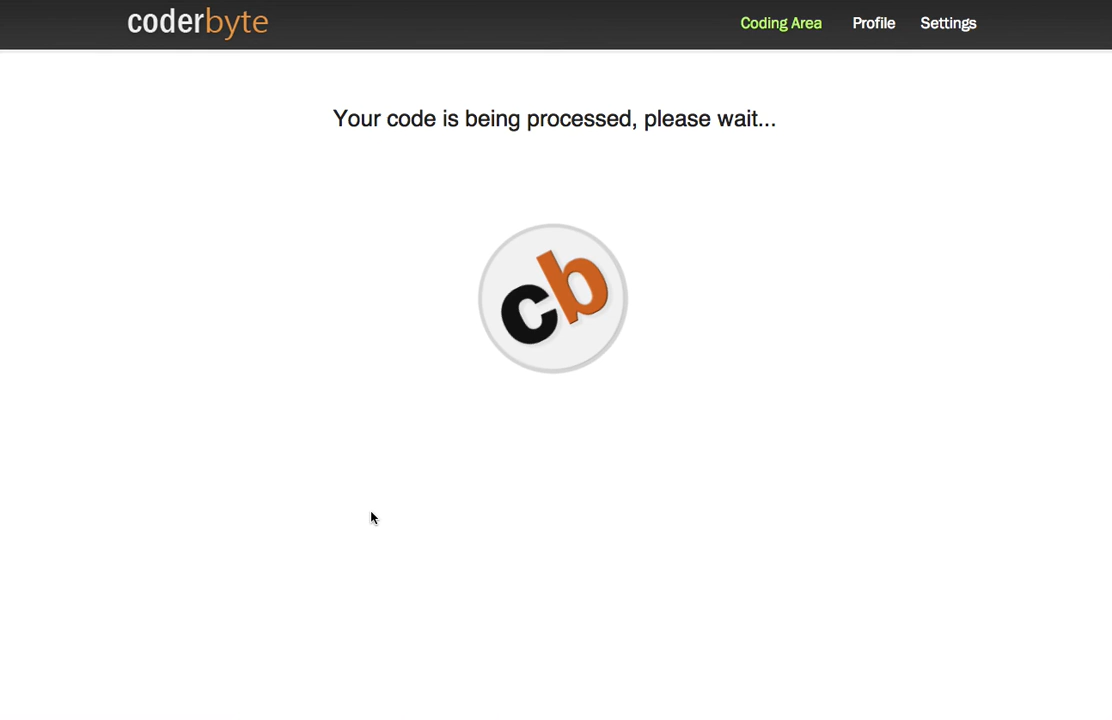 coderbyte
Coding Area Profile Settings
Your code is being processed, please wait...
cb